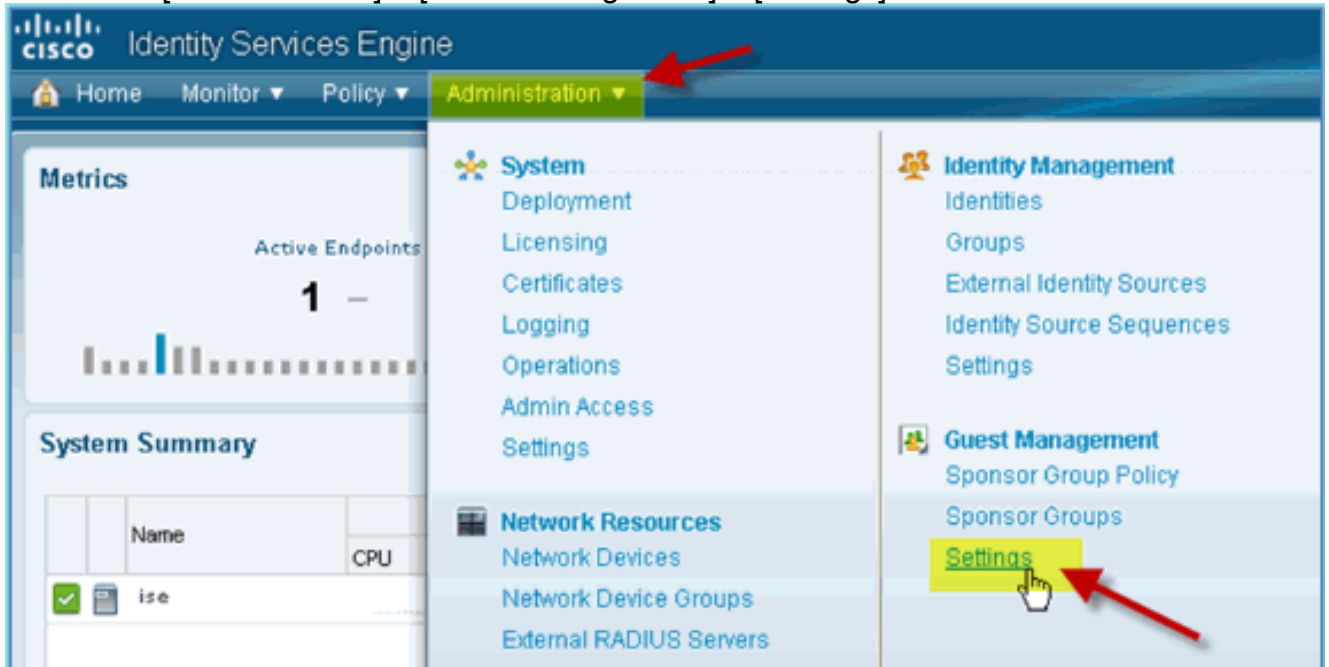 CISCO Identity Services Engine
Home Monitor ▼ Policy ▼ Administration ▼
Metrics
Active Endpoints
1 –
System Summary
Name
CPU
ise
System
Deployment
Licensing
Certificates
Logging
Operations
Admin Access
Settings
Network Resources
Network Devices
Network Device Groups
External RADIUS Servers
Identity Management
Identities
Groups
External Identity Sources
Identity Source Sequences
Settings
Guest Management
Sponsor Group Policy
Sponsor Groups
Settings